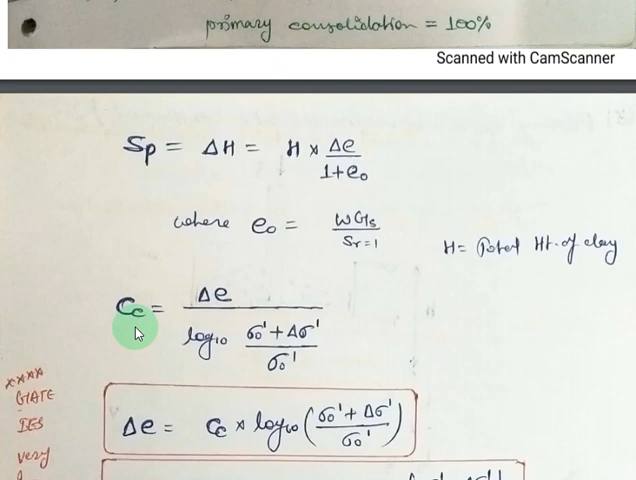 primary consolidation = 100%
Scanned with CamScanner
Sp = ΔH = H × Δe / 1+e₀
where e₀ = wGs / Sr=1
H = Total Ht. of clay
Cc = Δe / log₁₀ (σ₀' + Δσ' / σ₀')
xxxx
GATE
IES
very
Δe = Cc × log₁₀ (σ₀' + Δσ' / σ₀')